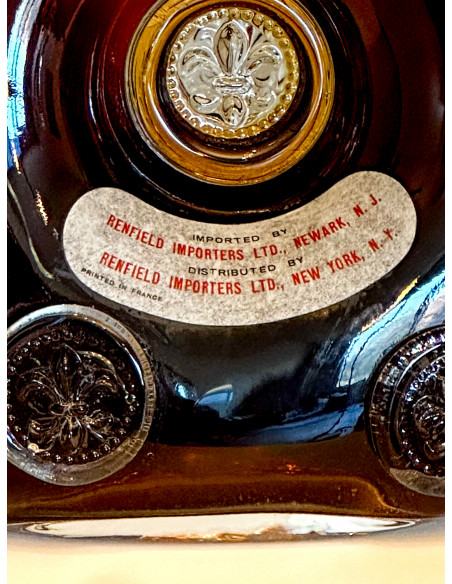 IMPORTED BY
RENFIELD IMPORTERS LTD., NEWARK, N. J.
DISTRIBUTED BY
RENFIELD IMPORTERS LTD., NEW YORK, N. Y.
PRINTED IN FRANCE